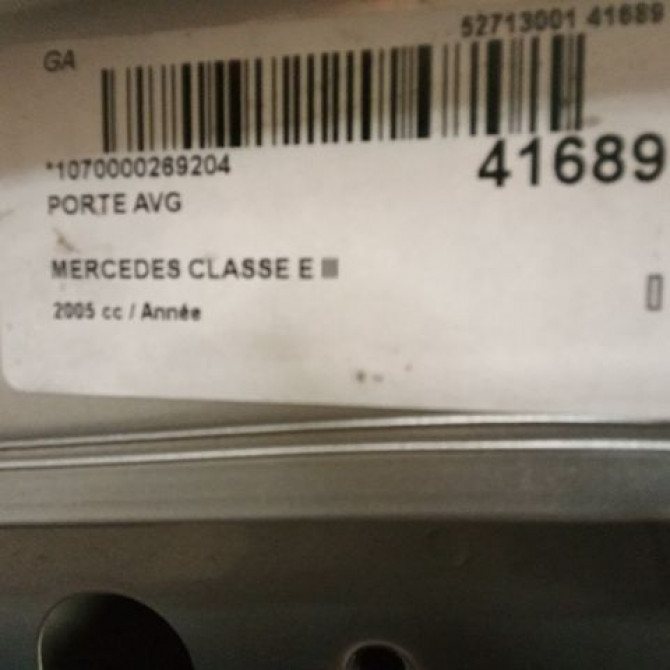 52713001 41689
GA
*1070000269204
41689
PORTE AVG
MERCEDES CLASSE E III
2005 cc / Année